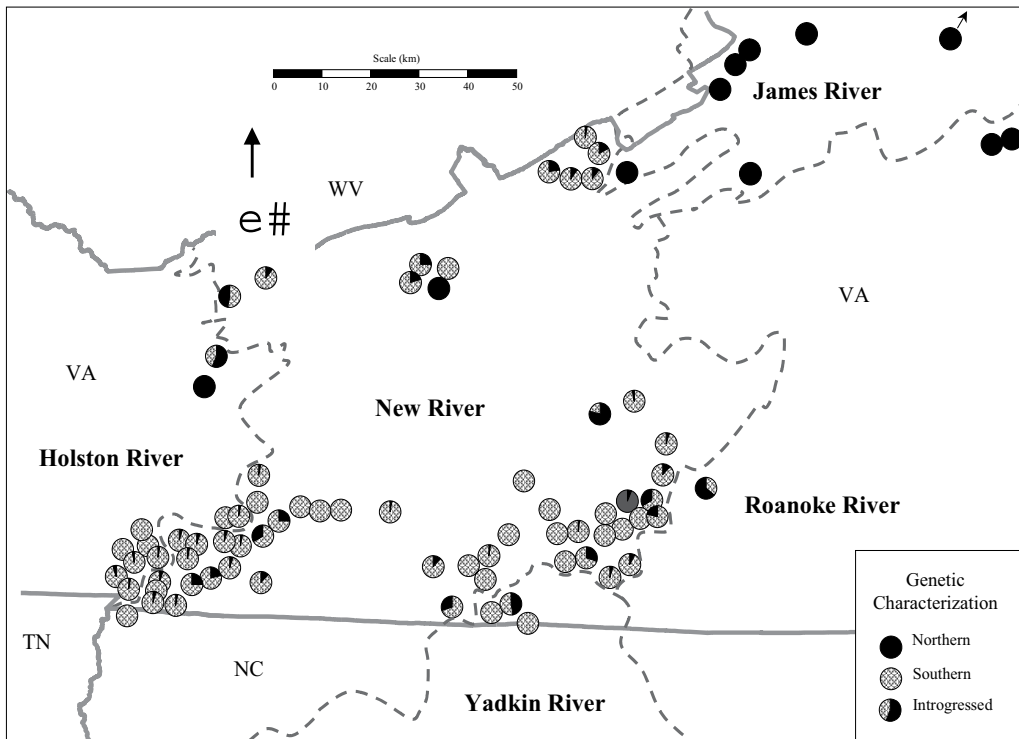 Scale (km)
0 10 20 30 40 50
James River
WV
e#
VA
VA
New River
Holston River
Roanoke River
TN
NC
Yadkin River
Genetic
Characterization
Northern
Southern
Introgressed